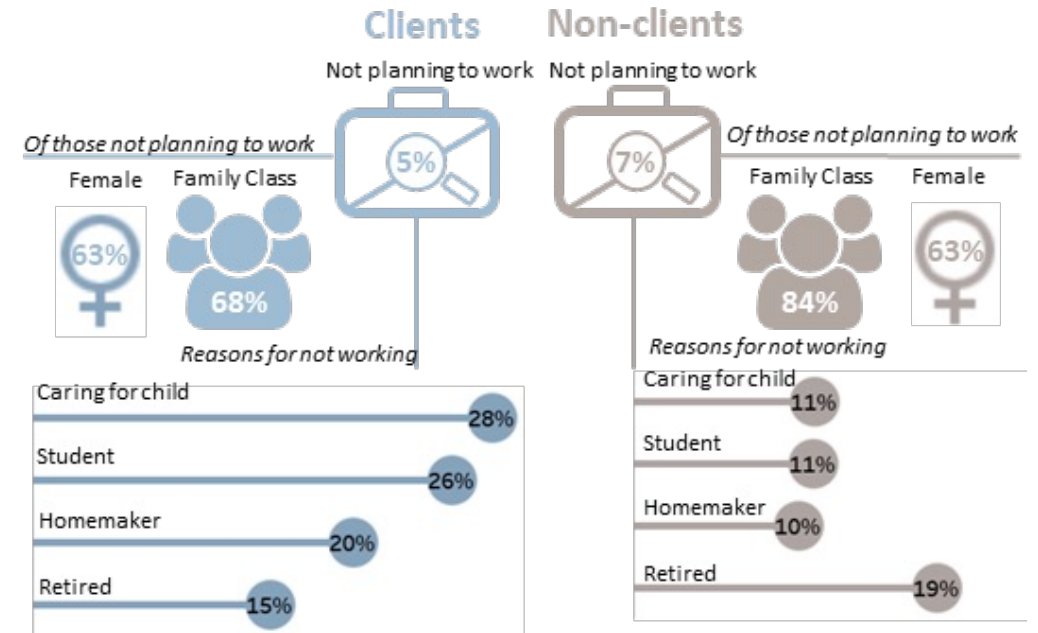 Clients
Non-clients
Not planning to work
Not planning to work
5%
7%
Of those not planning to work
Female
Family Class
63%
68%
Of those not planning to work
Family Class
Female
84%
63%
Reasons for not working
Caring for child
28%
Student
26%
Homemaker
20%
Retired
15%
Reasons for not working
Caring for child
11%
Student
11%
Homemaker
10%
Retired
19%